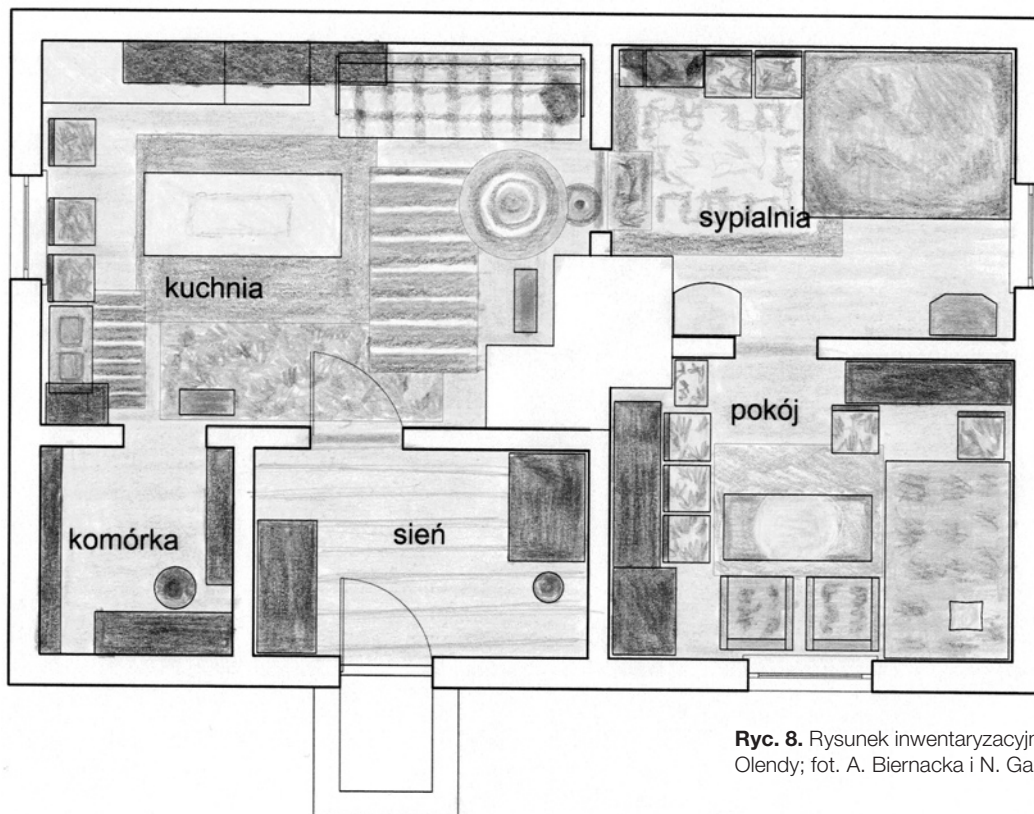 kuchnia
sypialnia
pokój
komórka
sień
Ryc. 8. Rysunek inwentaryzacyjn
Olendy; fot. A. Biernacka i N. Ga